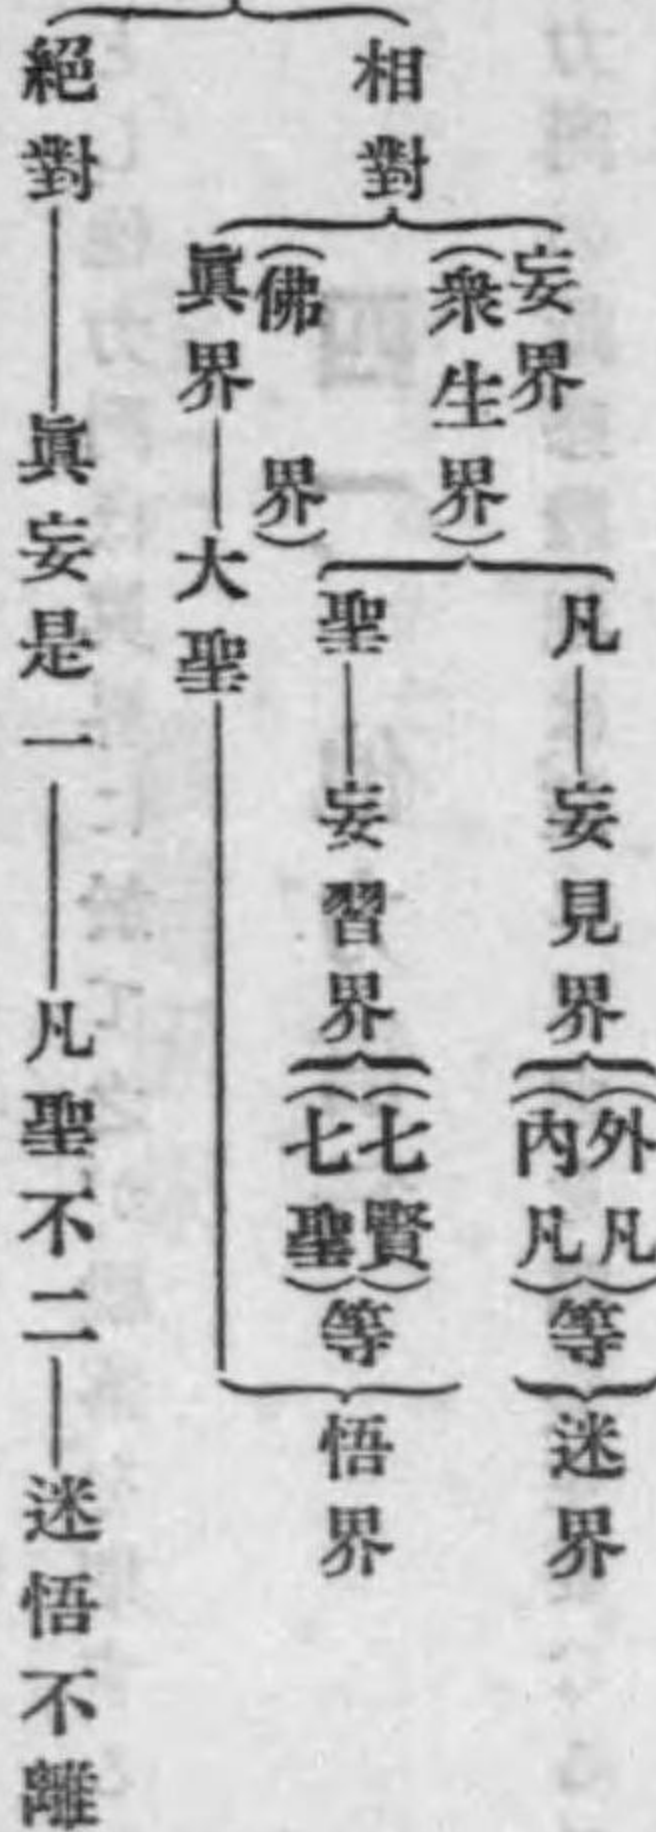 相對
妄界
(衆生界)
凡
妄見界
(外凡)
(內凡)
等
迷界
聖
妄習界
(七賢)
(七聖)
等
悟界
(佛界)
眞界
大聖
絕對
眞妄是一
凡聖不二
迷悟不離